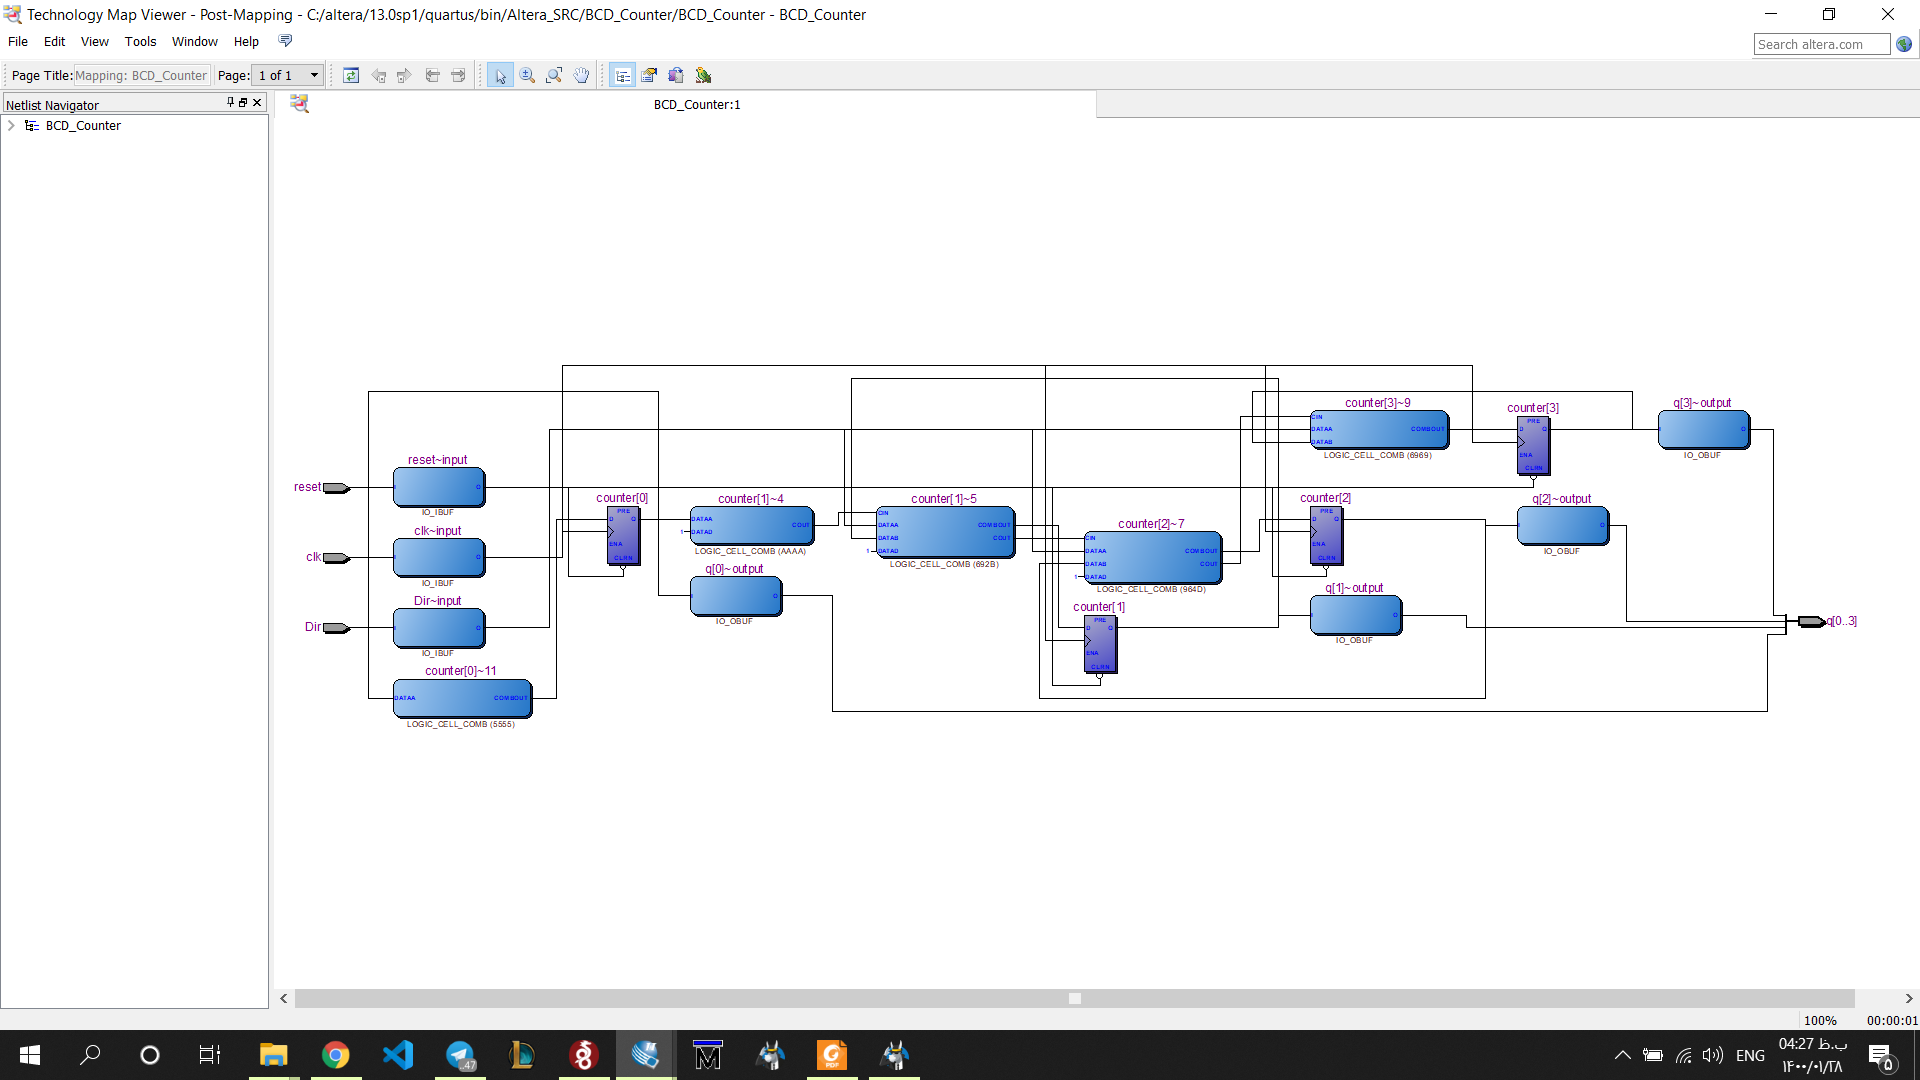 Technology Map Viewer - Post-Mapping - C:/altera/13.0sp1/quartus/bin/Altera_SRC/BCD_Counter/BCD_Counter - BCD_Counter
File Edit View Tools Window Help
Search altera.com
Page Title: Mapping: BCD_Counter Page: 1 of 1
Netlist Navigator
BCD_Counter
BCD_Counter:1
counter[3]~9
CIN
DATAA
DATAB
COMBOUT
LOGIC_CELL_COMB (6969)
counter[3]
PRE
D Q
ENA
CLRN
q[3]~output
O
IO_OBUF
reset
reset~input
O
IO_IBUF
clk
clk~input
O
IO_IBUF
Dir
Dir~input
O
IO_IBUF
counter[0]~11
DATAA COMBOUT
LOGIC_CELL_COMB (5555)
counter[0]
PRE
D Q
ENA
CLRN
counter[1]~4
DATAA
1 DATAD
COUT
LOGIC_CELL_COMB (AAAA)
q[0]~output
O
IO_OBUF
counter[1]~5
CIN
DATAA
DATAB
1 DATAD
COMBOUT
COUT
LOGIC_CELL_COMB (692B)
counter[2]~7
CIN
DATAA
DATAB
1 DATAD
COMBOUT
COUT
LOGIC_CELL_COMB (964D)
counter[1]
PRE
D Q
ENA
CLRN
counter[2]
PRE
D Q
ENA
CLRN
q[1]~output
O
IO_OBUF
q[2]~output
O
IO_OBUF
q[0..3]
100% 00:00:01
47
PDF
ENG
04:27 ب.ظ
۱۴۰۰/۰۱/۲۸
۵